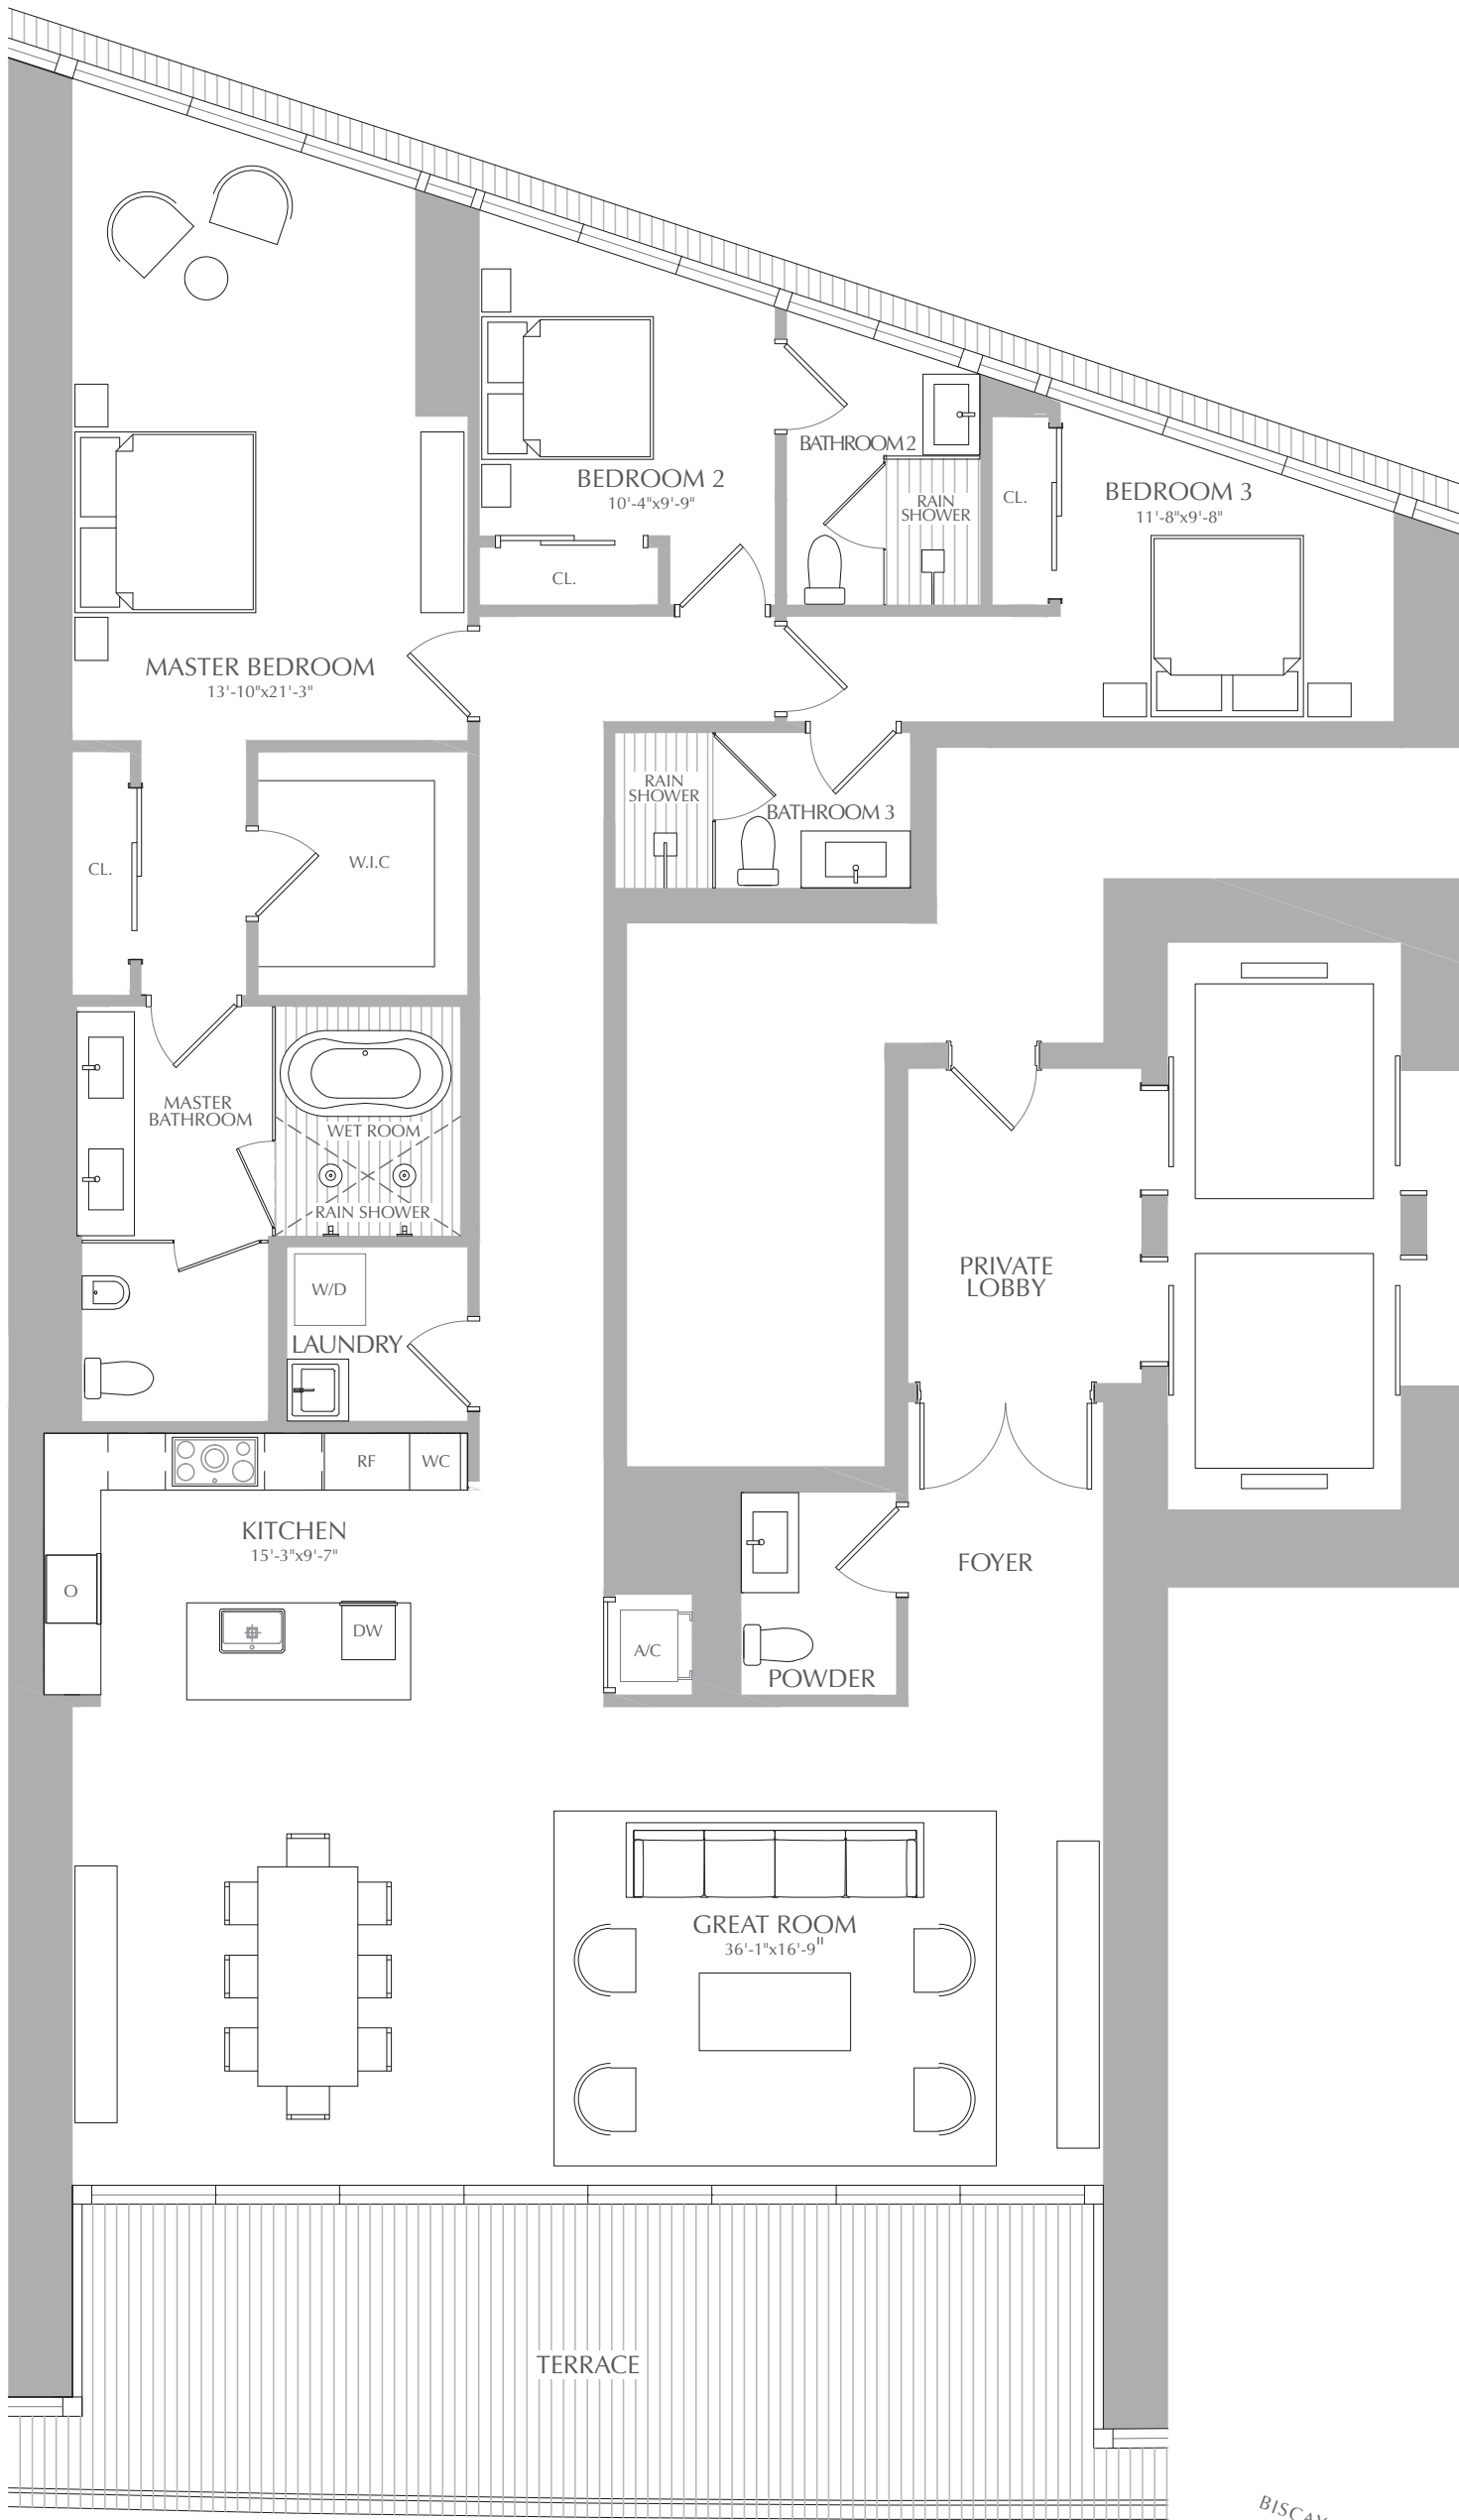 BATHROOM 2
BEDROOM 2
10'-4"x9'-9"
CL.
RAIN
SHOWER
CL.
BEDROOM 3
11'-8"x9'-8"
MASTER BEDROOM
13'-10"x21'-3"
RAIN
SHOWER
BATHROOM 3
CL.
W.I.C
MASTER
BATHROOM
WET ROOM
RAIN SHOWER
PRIVATE
LOBBY
W/D
LAUNDRY
RF
WC
KITCHEN
15'-3"x9'-7"
O
DW
FOYER
A/C
POWDER
GREAT ROOM
36'-1"x16'-9"
TERRACE